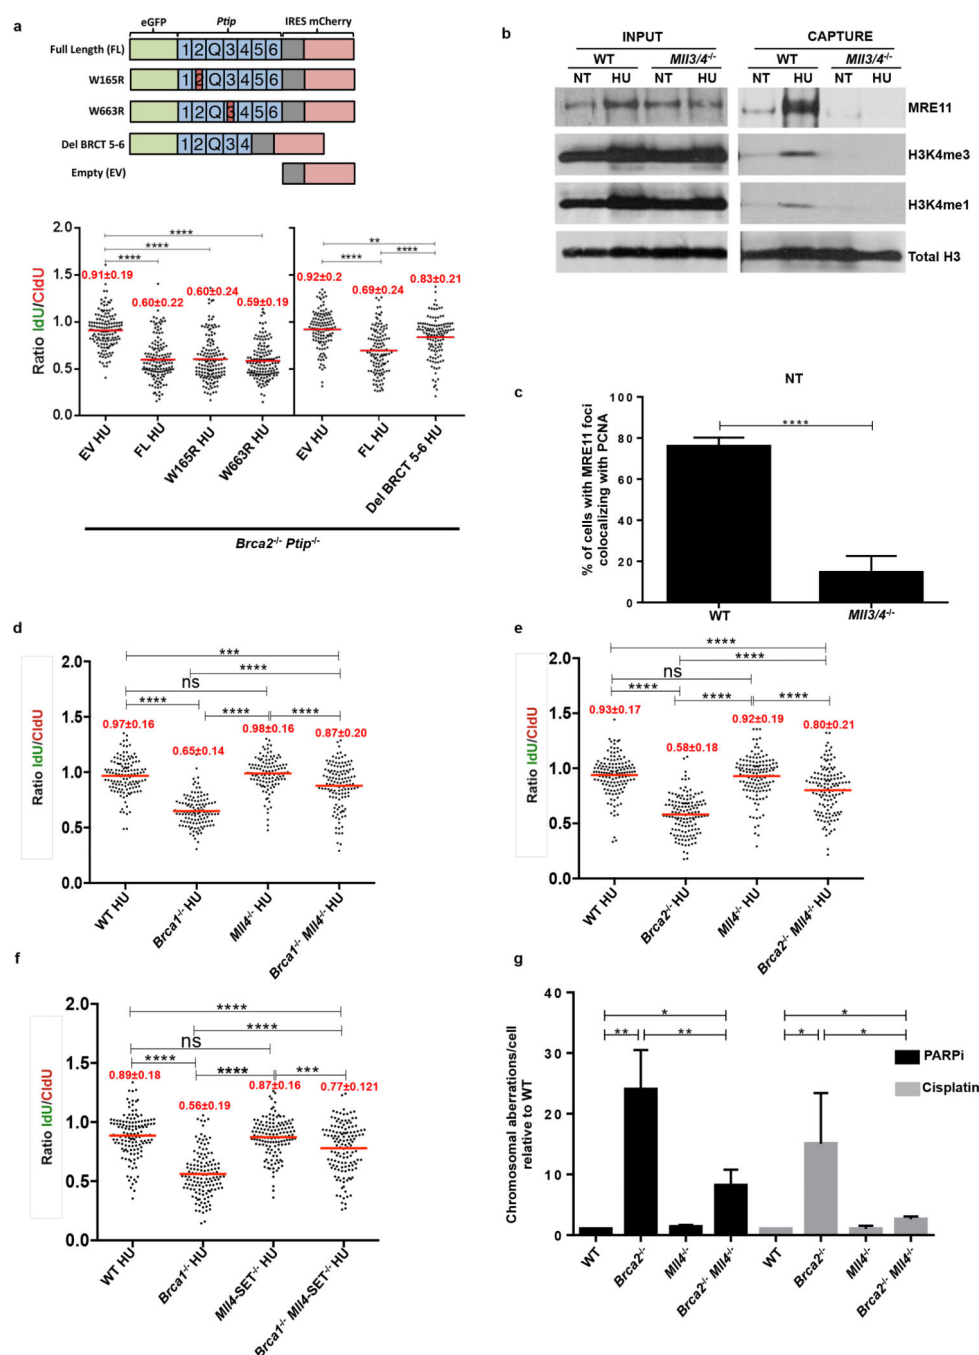 a
eGFP Ptip IRES mCherry
Full Length (FL) 1 2 Q 3 4 5 6
W165R 1 2 Q 3 4 5 6
W663R 1 2 Q 3 4 5 6
Del BRCT 5-6 1 2 Q 3 4
Empty (EV)
Ratio IdU/CldU
2.0
1.5
1.0
0.5
0.0
****
****
****
**
****
****
0.91±0.19
0.60±0.22
0.60±0.24
0.59±0.19
0.92±0.2
0.69±0.24
0.83±0.21
EV HU
FL HU
W165R HU
W663R HU
EV HU
FL HU
Del BRCT 5-6 HU
Brca2-/- Ptip-/-
b
INPUT CAPTURE
WT Mll3/4-/- WT Mll3/4-/-
NT HU NT HU NT HU NT HU
MRE11
H3K4me3
H3K4me1
Total H3
c
NT
% of cells with MRE11 foci
colocalizing with PCNA
100
80
60
40
20
0
****
WT Mll3/4-/-
d
Ratio IdU/CldU
2.0
1.5
1.0
0.5
0.0
***
****
ns
****
****
****
0.97±0.16
0.65±0.14
0.98±0.16
0.87±0.20
WT HU
Brca1-/- HU
Mll4-/- HU
Brca1-/- Mll4-/- HU
e
Ratio IdU/CldU
2.0
1.5
1.0
0.5
0.0
****
****
ns
****
****
****
0.93±0.17
0.58±0.18
0.92±0.19
0.80±0.21
WT HU
Brca2-/- HU
Mll4-/- HU
Brca2-/- Mll4-/- HU
f
Ratio IdU/CldU
2.0
1.5
1.0
0.5
0.0
****
****
ns
****
****
***
0.89±0.18
0.56±0.19
0.87±0.16
0.77±0.121
WT HU
Brca1-/- HU
Mll4-SET-/- HU
Brca1-/- Mll4-SET-/- HU
g
Chromosomal aberrations/cell
relative to WT
40
30
20
10
0
*
**
**
*
*
*
PARPi
Cisplatin
WT
Brca2-/-
Mll4-/-
Brca2-/- Mll4-/-
WT
Brca2-/-
Mll4-/-
Brca2-/- Mll4-/-